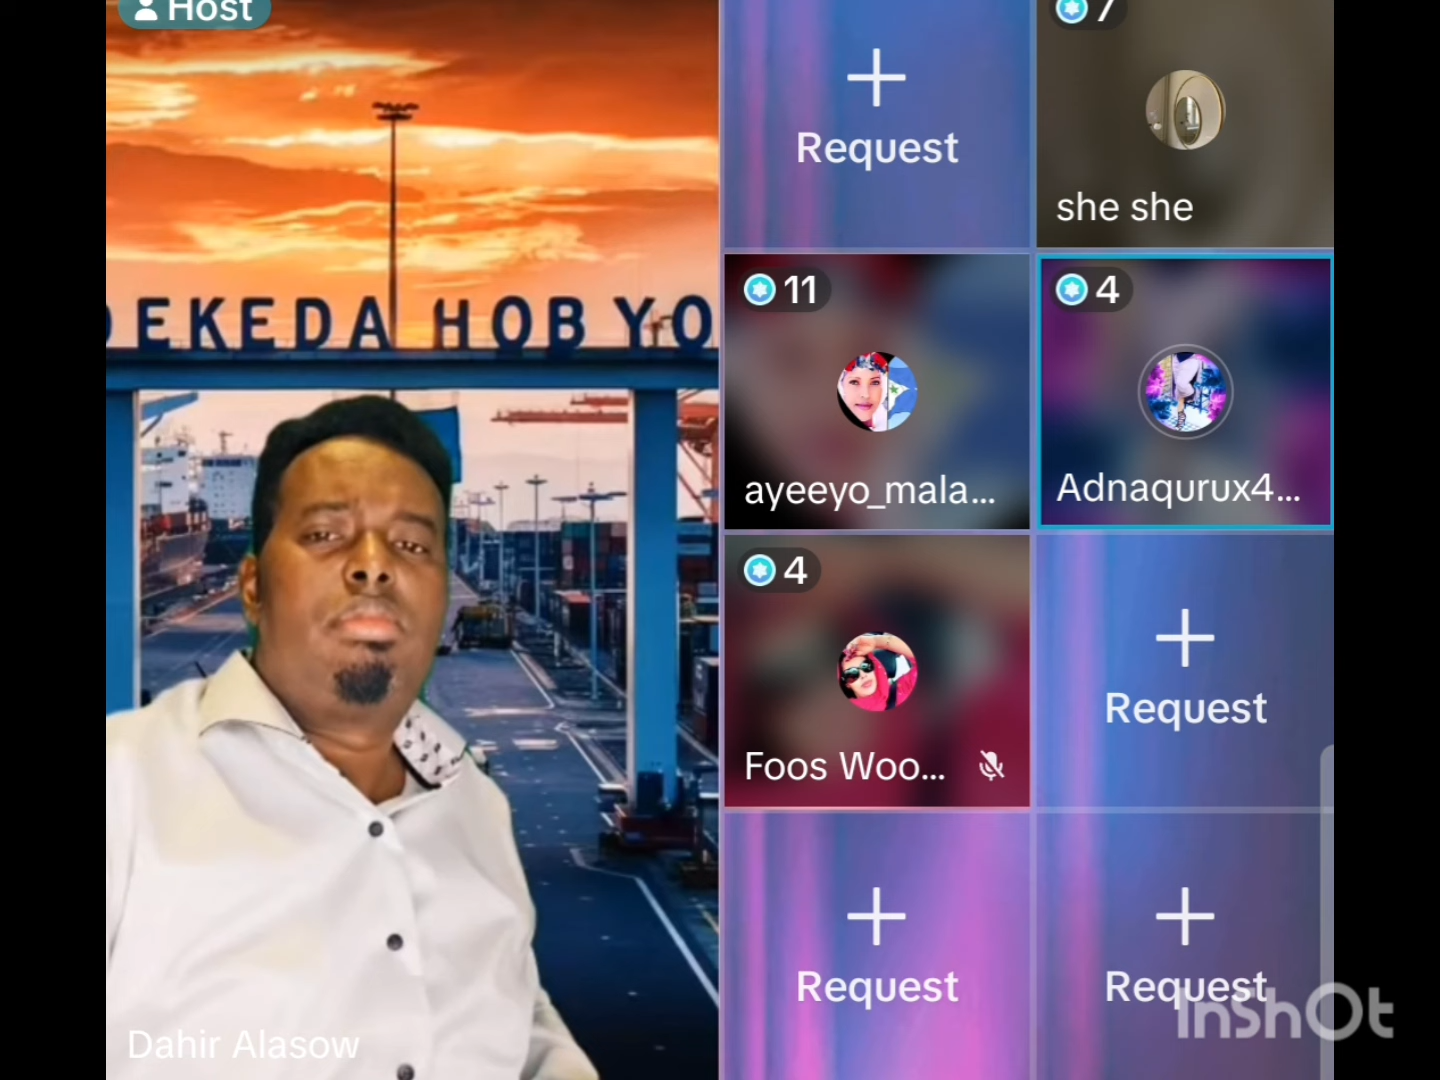 Host
7
Request
she she
11
4
EKEDA HOBYO
ayeeyo_mala...
Adnaqurux4...
4
Request
Foos Woo...
Request
Request
Dahir Alasow
InShOt